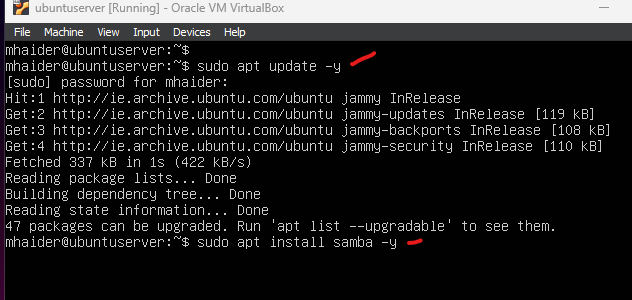 ubuntuserver [Running] - Oracle VM VirtualBox
File Machine View Input Devices Help
mhaider@ubuntuserver:~$
mhaider@ubuntuserver:~$ sudo apt update -y
[sudo] password for mhaider:
Hit:1 http://ie.archive.ubuntu.com/ubuntu jammy InRelease
Get:2 http://ie.archive.ubuntu.com/ubuntu jammy-updates InRelease [119 kB]
Get:3 http://ie.archive.ubuntu.com/ubuntu jammy-backports InRelease [108 kB]
Get:4 http://ie.archive.ubuntu.com/ubuntu jammy-security InRelease [110 kB]
Fetched 337 kB in 1s (422 kB/s)
Reading package lists... Done
Building dependency tree... Done
Reading state information... Done
47 packages can be upgraded. Run 'apt list --upgradable' to see them.
mhaider@ubuntuserver:~$ sudo apt install samba -y